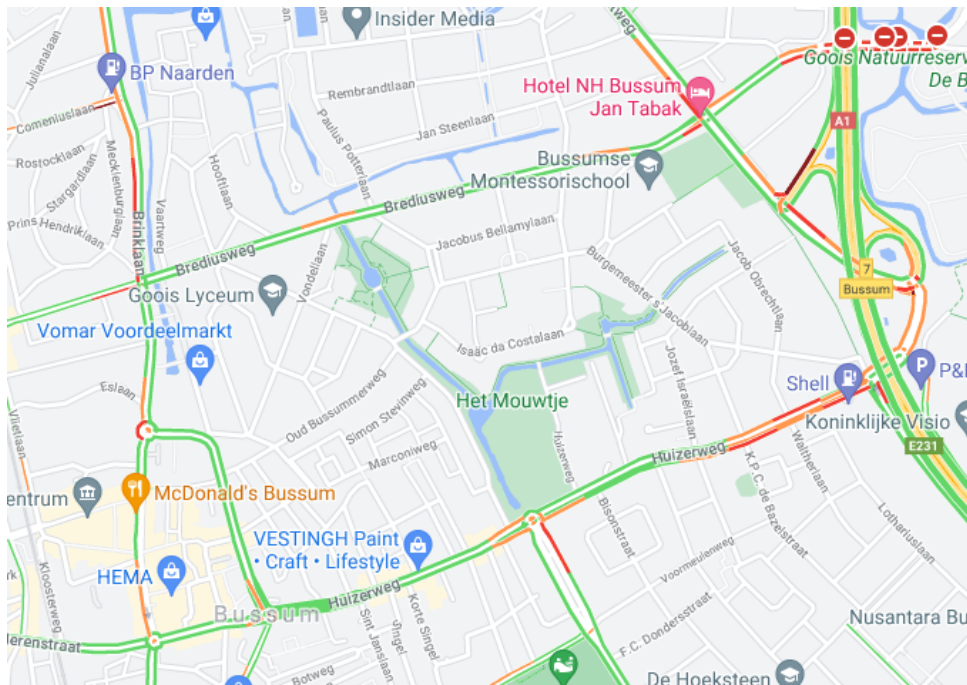 Julianalaan
Insider Media
BP Naarden
Comeniuslaan
Rostocklaan
Stargardlaan
Mecklenburglaan
Prins Hendriklaan
Brinklaan
Vaartweg
Hooftlaan
Rembrandtlaan
Paulus Potterlaan
Jan Steenlaan
Hotel NH Bussum
Jan Tabak
Goois Natuurreserv
De B
A1
Bussumse
Montessorischool
Brediusweg
Jacobus Bellamylaan
Brediusweg
Vondellaan
Goois Lyceum
Burgemeester s'Jacoblaan
Jacob Obrechtlaan
7
Bussum
Vomar Voordeelmarkt
Isaäc da Costalaan
Eslaan
Oud Bussummerweg
Simon Stevinweg
Het Mouwtje
Jozef Israëlslaan
Shell
P&
Koninklijke Visio
E231
Vlietlaan
Marconiweg
Huizerweg
Huizerweg
K.P.C. de Bazelstraat
Waltherlaan
Lothariuslaan
entrum
McDonald's Bussum
Bisonstraat
VESTINGH Paint
• Craft • Lifestyle
Voormeulenweg
HEMA
Kloosterweg
Huizerweg
Bussum
Sint Janslaan
Singel
Korte Singel
F.C. Dondersstraat
Nusantara Bu
Herenstraat
Botweg
De Hoeksteen